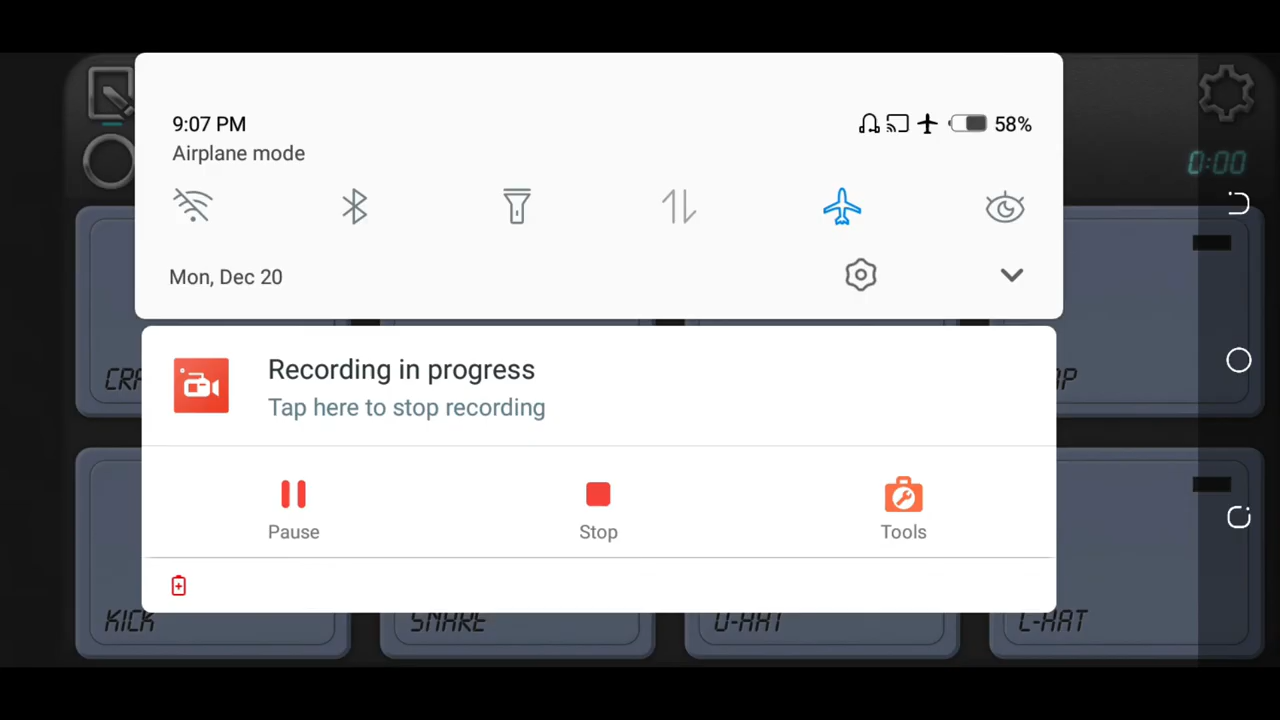 9:07 PM
58%
Airplane mode
0:00
Mon, Dec 20
Recording in progress
Tap here to stop recording
Pause
Stop
Tools
KICK
SNARE
O-HAT
C-HAT